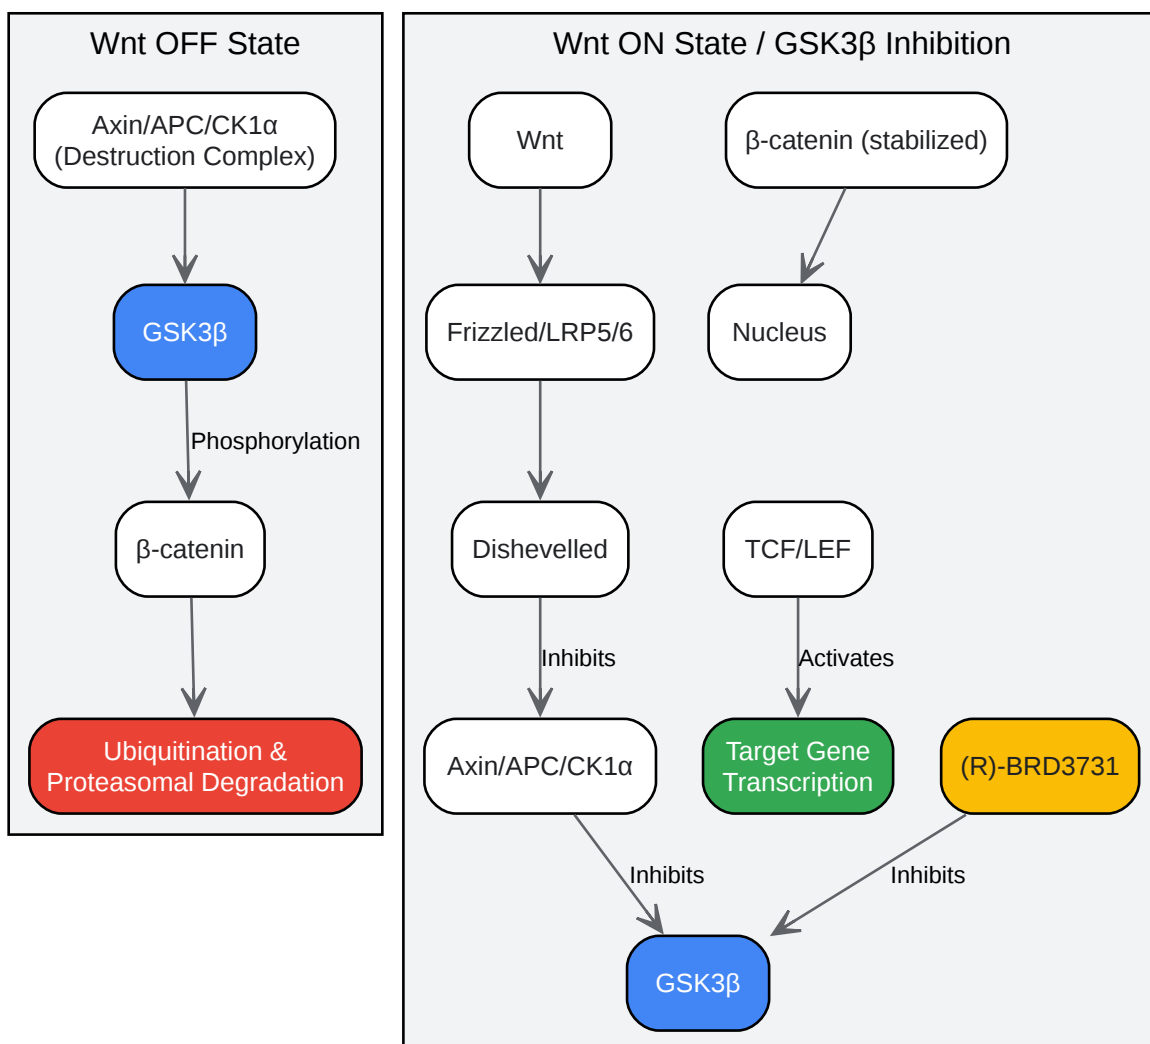 Wnt OFF State
Axin/APC/CK1α
(Destruction Complex)
GSK3β
Phosphorylation
β-catenin
Ubiquitination &
Proteasomal Degradation
Wnt ON State / GSK3β Inhibition
Wnt
β-catenin (stabilized)
Frizzled/LRP5/6
Nucleus
Dishevelled
TCF/LEF
Inhibits
Activates
Axin/APC/CK1α
Target Gene
Transcription
(R)-BRD3731
Inhibits
Inhibits
GSK3β